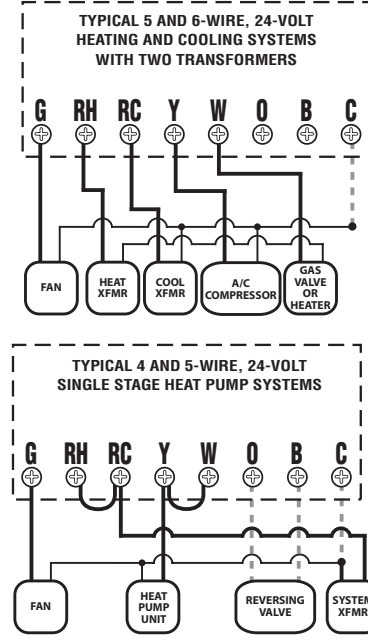 TYPICAL 5 AND 6-WIRE, 24-VOLT
HEATING AND COOLING SYSTEMS
WITH TWO TRANSFORMERS
G RH RC Y W O B C
FAN
HEAT
XFMR
COOL
XFMR
A/C
COMPRESSOR
GAS
VALVE
OR
HEATER
TYPICAL 4 AND 5-WIRE, 24-VOLT
SINGLE STAGE HEAT PUMP SYSTEMS
G RH RC Y W O B C
FAN
HEAT
PUMP
UNIT
REVERSING
VALVE
SYSTEM
XFMR